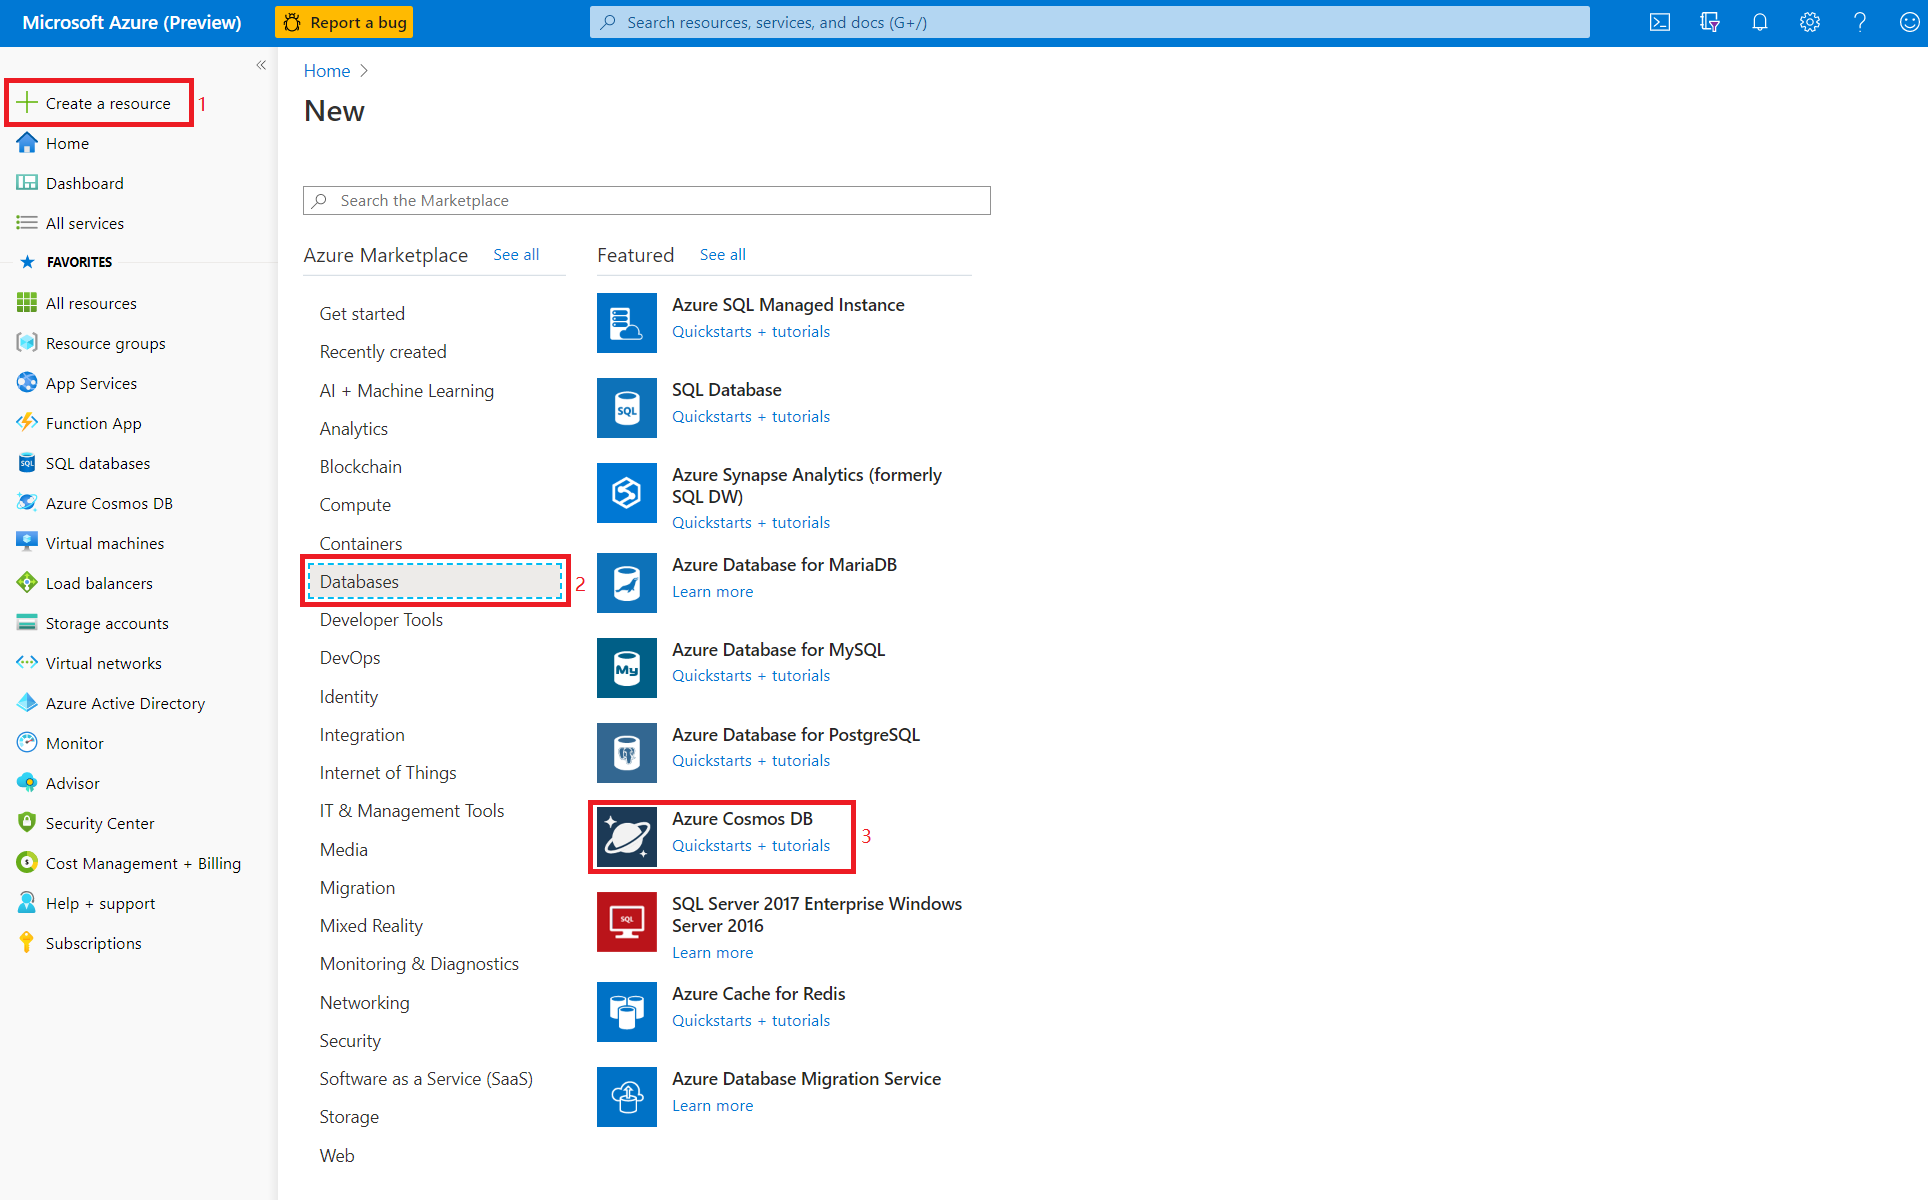 Microsoft Azure (Preview)
Report a bug
Search resources, services, and docs (G+/)
Create a resource
1
Home
Dashboard
All services
FAVORITES
All resources
Resource groups
App Services
Function App
SQL databases
Azure Cosmos DB
Virtual machines
Load balancers
Storage accounts
Virtual networks
Azure Active Directory
Monitor
Advisor
Security Center
Cost Management + Billing
Help + support
Subscriptions
Home
New
Search the Marketplace
Azure Marketplace
See all
Get started
Recently created
AI + Machine Learning
Analytics
Blockchain
Compute
Containers
Databases
2
Developer Tools
DevOps
Identity
Integration
Internet of Things
IT & Management Tools
Media
Migration
Mixed Reality
Monitoring & Diagnostics
Networking
Security
Software as a Service (SaaS)
Storage
Web
Featured
See all
Azure SQL Managed Instance
Quickstarts + tutorials
SQL
SQL Database
Quickstarts + tutorials
Azure Synapse Analytics (formerly
SQL DW)
Quickstarts + tutorials
Azure Database for MariaDB
Learn more
My
Azure Database for MySQL
Quickstarts + tutorials
Azure Database for PostgreSQL
Quickstarts + tutorials
Azure Cosmos DB
Quickstarts + tutorials
3
SQL
SQL Server 2017 Enterprise Windows
Server 2016
Learn more
Azure Cache for Redis
Quickstarts + tutorials
Azure Database Migration Service
Learn more